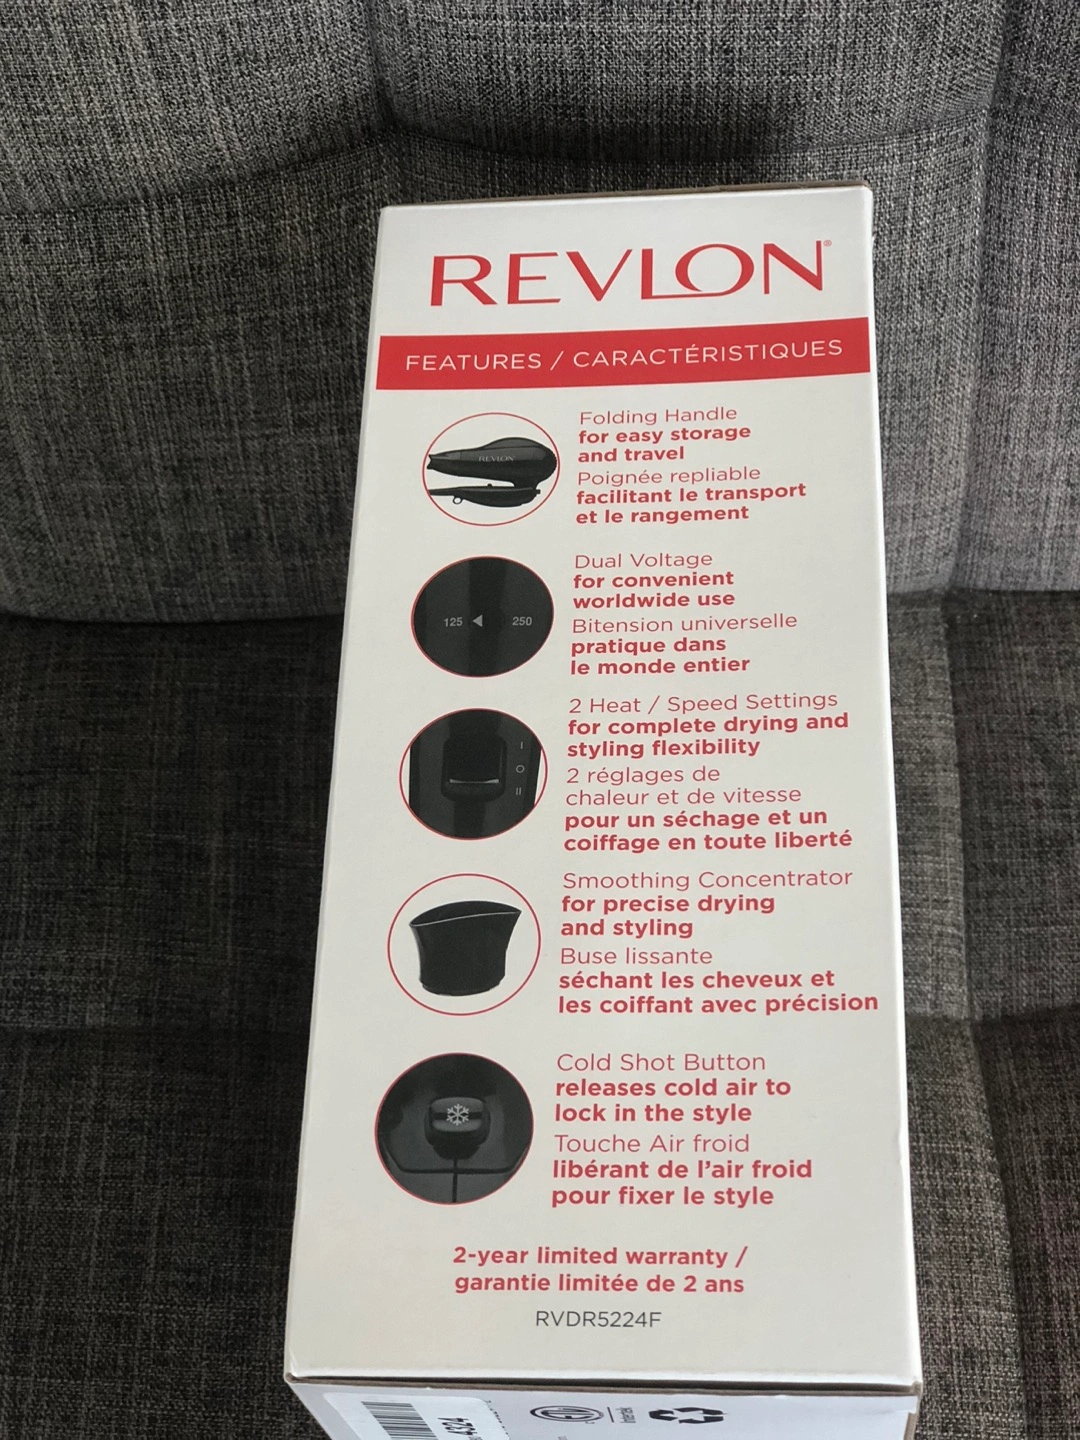 REVLON®
FEATURES / CARACTÉRISTIQUES
REVLON
Folding Handle
for easy storage
and travel
Poignée repliable
facilitant le transport
et le rangement
125 ◀ 250
Dual Voltage
for convenient
worldwide use
Bitension universelle
pratique dans
le monde entier
I
O
II
2 Heat / Speed Settings
for complete drying and
styling flexibility
2 réglages de
chaleur et de vitesse
pour un séchage et un
coiffage en toute liberté
Smoothing Concentrator
for precise drying
and styling
Buse lissante
séchant les cheveux et
les coiffant avec précision
Cold Shot Button
releases cold air to
lock in the style
Touche Air froid
libérant de l'air froid
pour fixer le style
2-year limited warranty /
garantie limitée de 2 ans
RVDR5224F
Intertek